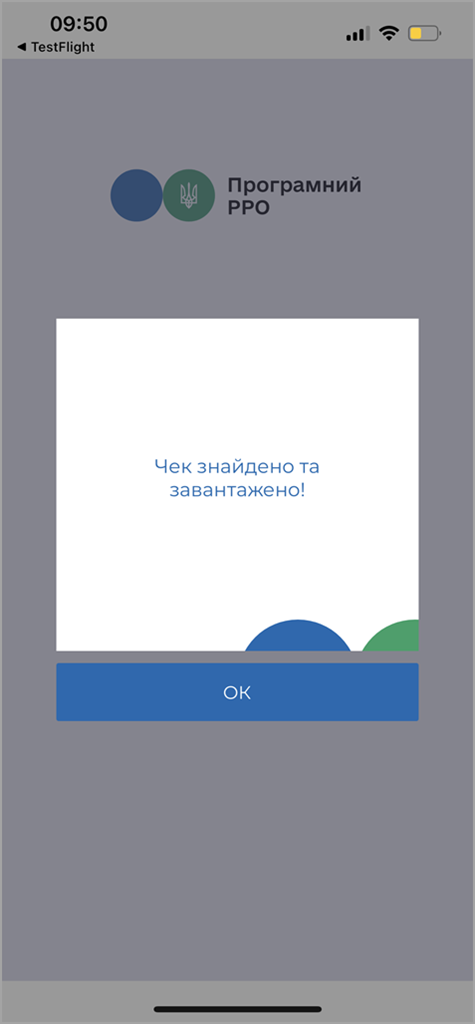 09:50
◀ TestFlight
Програмний
РРО
Чек знайдено та
завантажено!
ОК